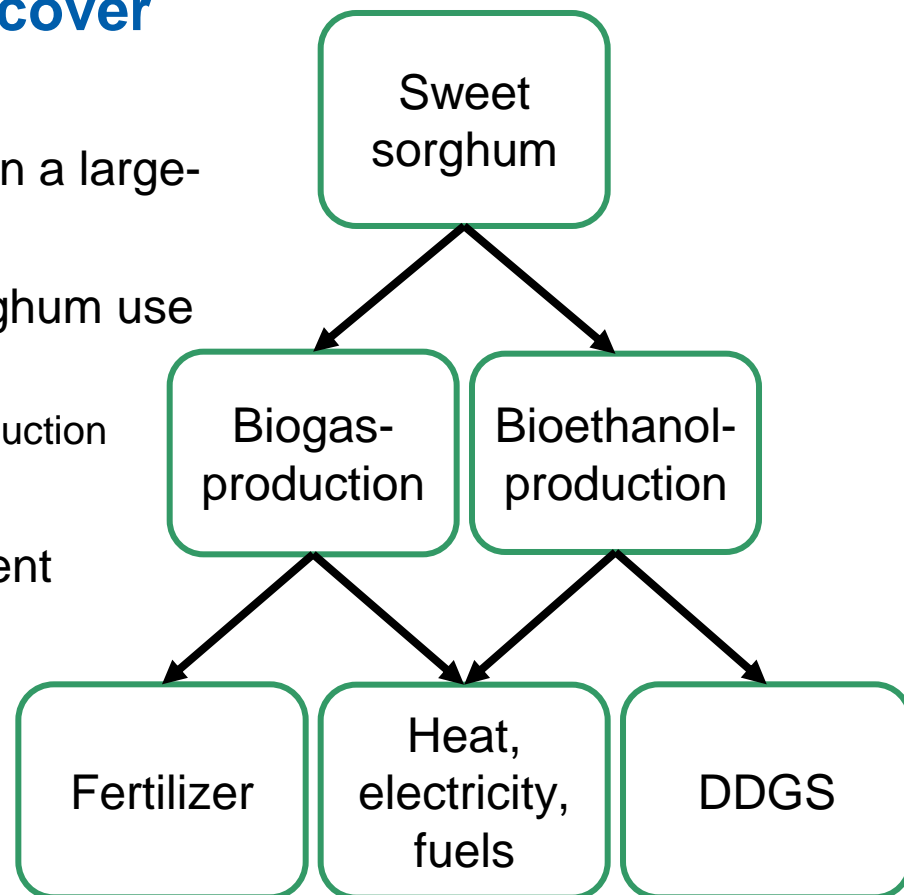 cover
n a large-
ghum use
uction
ent
Sweet
sorghum
Biogas-
production
Bioethanol-
production
Fertilizer
Heat,
electricity,
fuels
DDGS